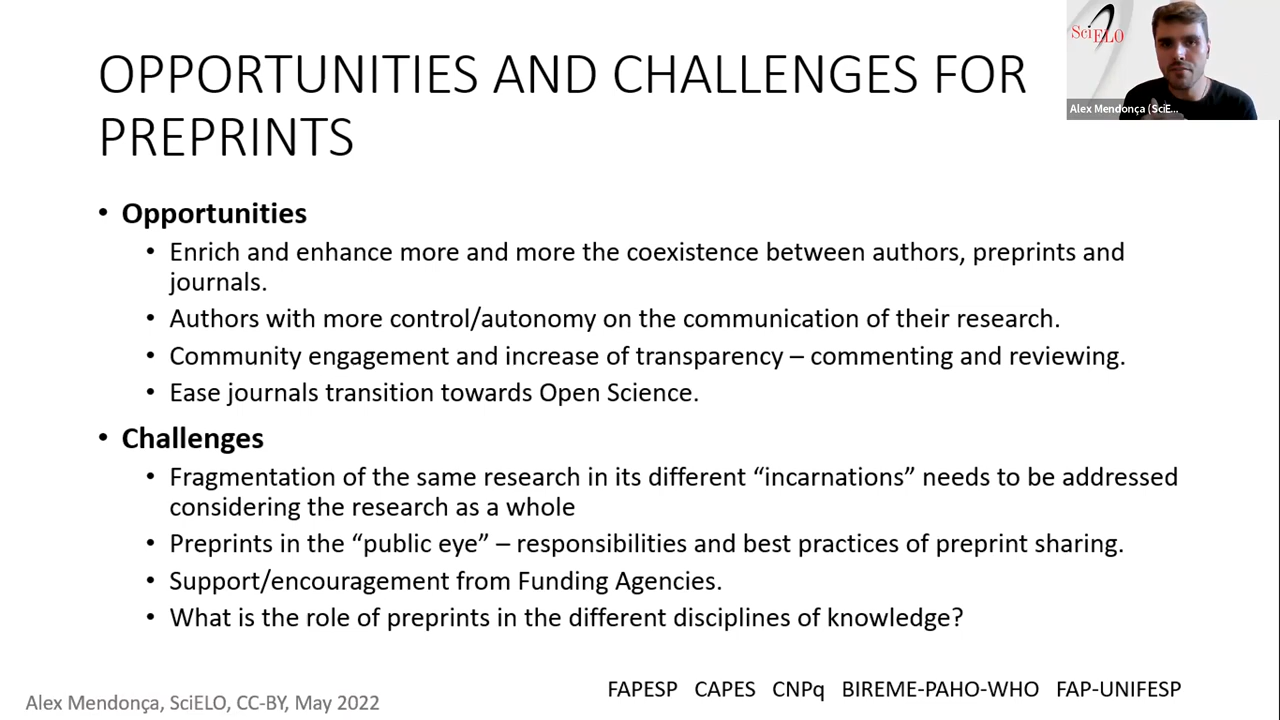 OPPORTUNITIES AND CHALLENGES FOR
PREPRINTS
SciELO
Alex Mendonça (SciE...
• Opportunities
• Enrich and enhance more and more the coexistence between authors, preprints and
journals.
• Authors with more control/autonomy on the communication of their research.
• Community engagement and increase of transparency – commenting and reviewing.
• Ease journals transition towards Open Science.
• Challenges
• Fragmentation of the same research in its different “incarnations” needs to be addressed
considering the research as a whole
• Preprints in the “public eye” – responsibilities and best practices of preprint sharing.
• Support/encouragement from Funding Agencies.
• What is the role of preprints in the different disciplines of knowledge?
FAPESP CAPES CNPq BIREME-PAHO-WHO FAP-UNIFESP
Alex Mendonça, SciELO, CC-BY, May 2022